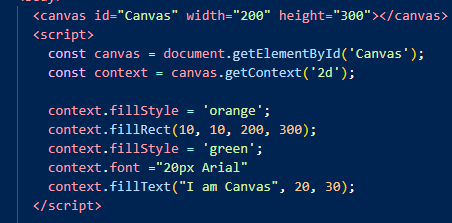 <canvas id="Canvas" width="200" height="300"></canvas>
<script>
const canvas = document.getElementById('Canvas');
const context = canvas.getContext('2d');
context.fillStyle = 'orange';
context.fillRect(10, 10, 200, 300);
context.fillStyle = 'green';
context.font ="20px Arial"
context.fillText("I am Canvas", 20, 30);
</script>